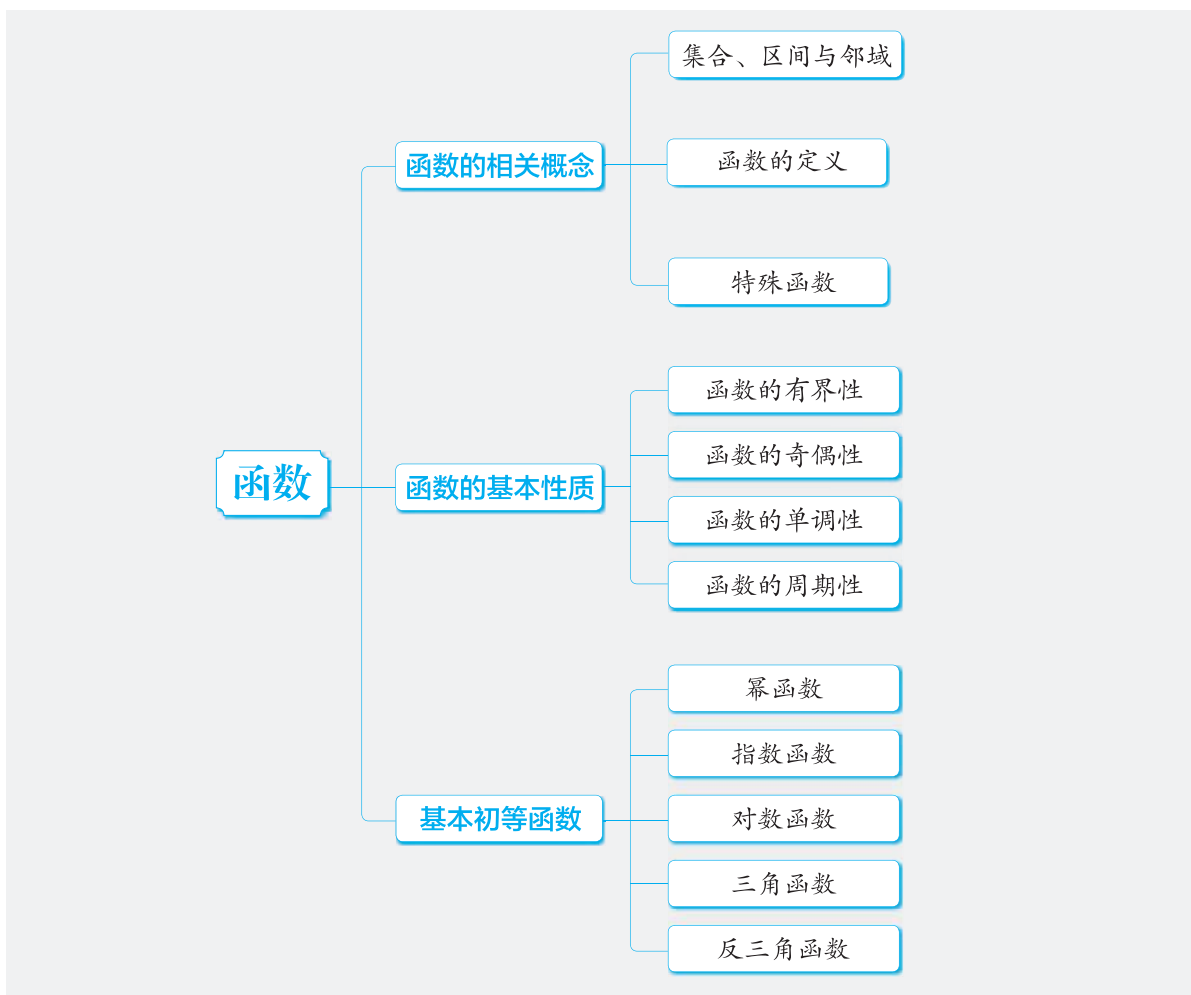 函数
函数的相关概念
集合、区间与邻域
函数的定义
特殊函数
函数的基本性质
函数的有界性
函数的奇偶性
函数的单调性
函数的周期性
基本初等函数
幂函数
指数函数
对数函数
三角函数
反三角函数